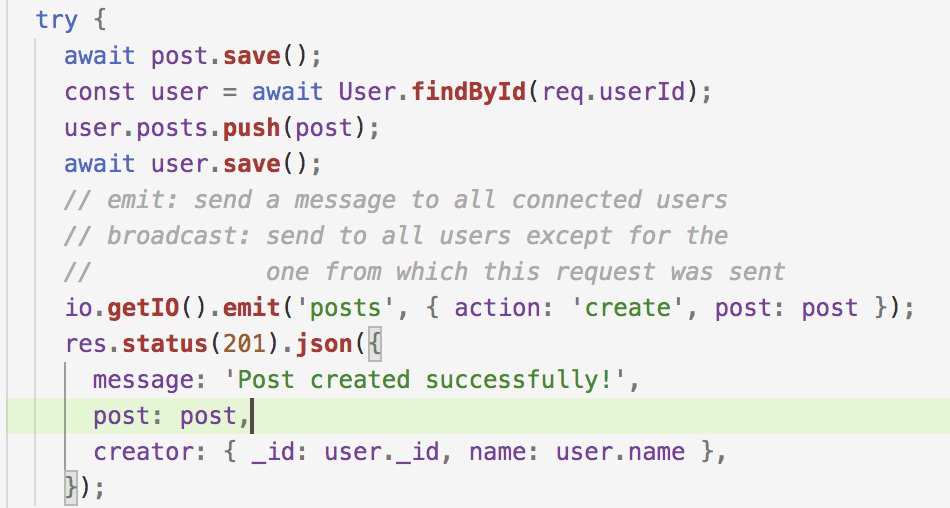 try {
  await post.save();
  const user = await User.findById(req.userId);
  user.posts.push(post);
  await user.save();
  // emit: send a message to all connected users
  // broadcast: send to all users except for the
  //            one from which this request was sent
  io.getIO().emit('posts', { action: 'create', post: post });
  res.status(201).json({
    message: 'Post created successfully!',
    post: post,
    creator: { _id: user._id, name: user.name },
  });